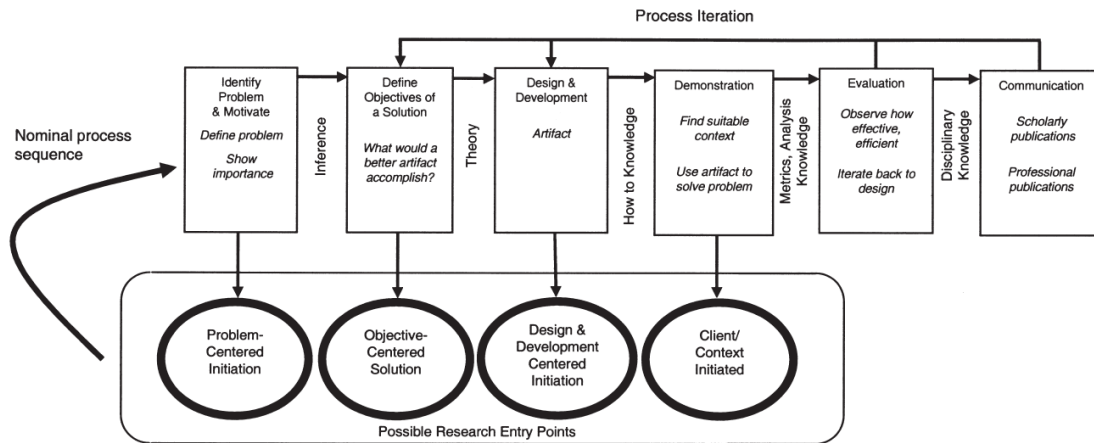 Process Iteration
Nominal process
sequence
Identify
Problem
& Motivate
Define problem
Show
importance
Inference
Define
Objectives of
a Solution
What would a
better artifact
accomplish?
Theory
Design &
Development
Artifact
How to Knowledge
Demonstration
Find suitable
context
Use artifact to
solve problem
Metrics, Analysis
Knowledge
Evaluation
Observe how
effective,
efficient
Iterate back to
design
Disciplinary
Knowledge
Communication
Scholarly
publications
Professional
publications
Problem-
Centered
Initiation
Objective-
Centered
Solution
Design &
Development
Centered
Initiation
Client/
Context
Initiated
Possible Research Entry Points